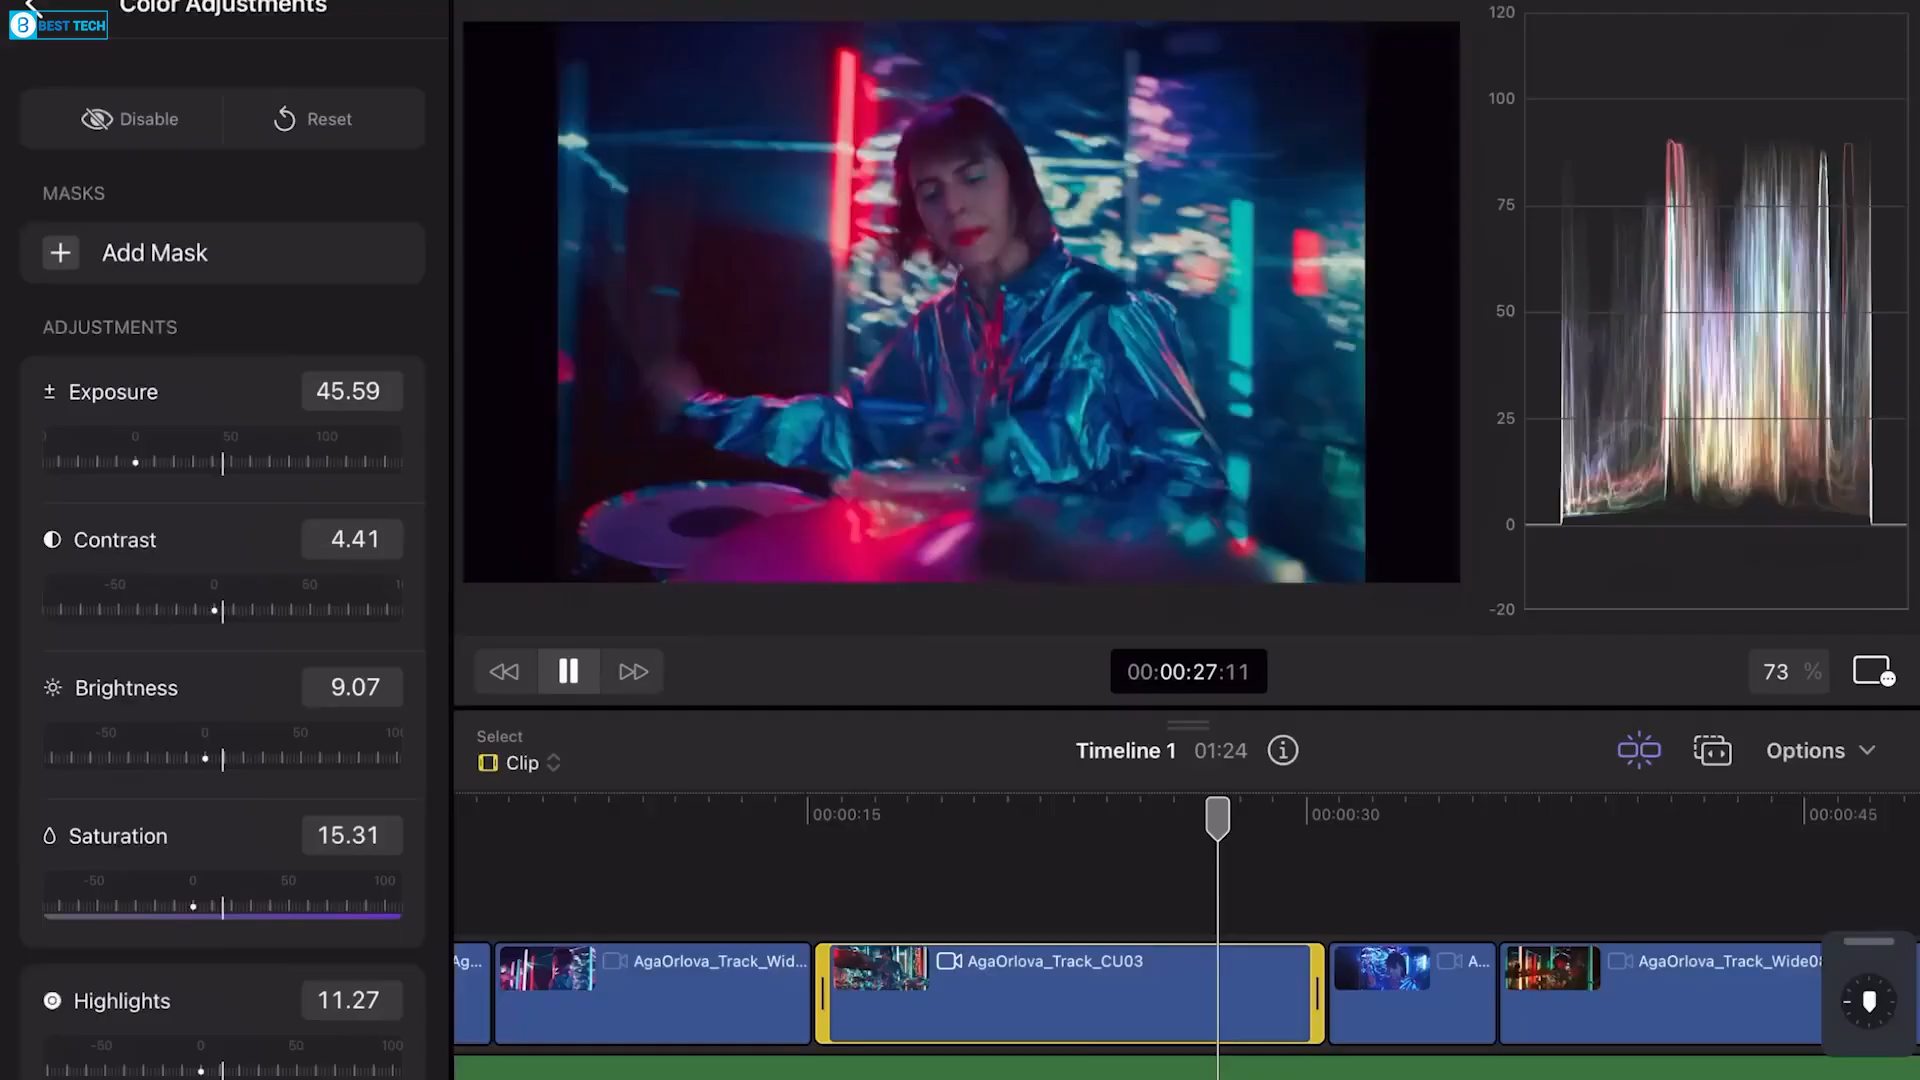 Color Adjustments
B BEST TECH
Disable
Reset
MASKS
+ Add Mask
ADJUSTMENTS
± Exposure 45.59
0 50 100
Contrast 4.41
-50 0 50
Brightness 9.07
-50 0 50 100
Saturation 15.31
-50 0 50 100
Highlights 11.27
-50 0 50 100
120
100
75
50
25
0
-20
00:00:27:11
73 %
Select
Clip
Timeline 1 01:24
Options
00:00:15
00:00:30
00:00:45
Ag...
AgaOrlova_Track_Wid...
AgaOrlova_Track_CU03
A...
AgaOrlova_Track_Wide08